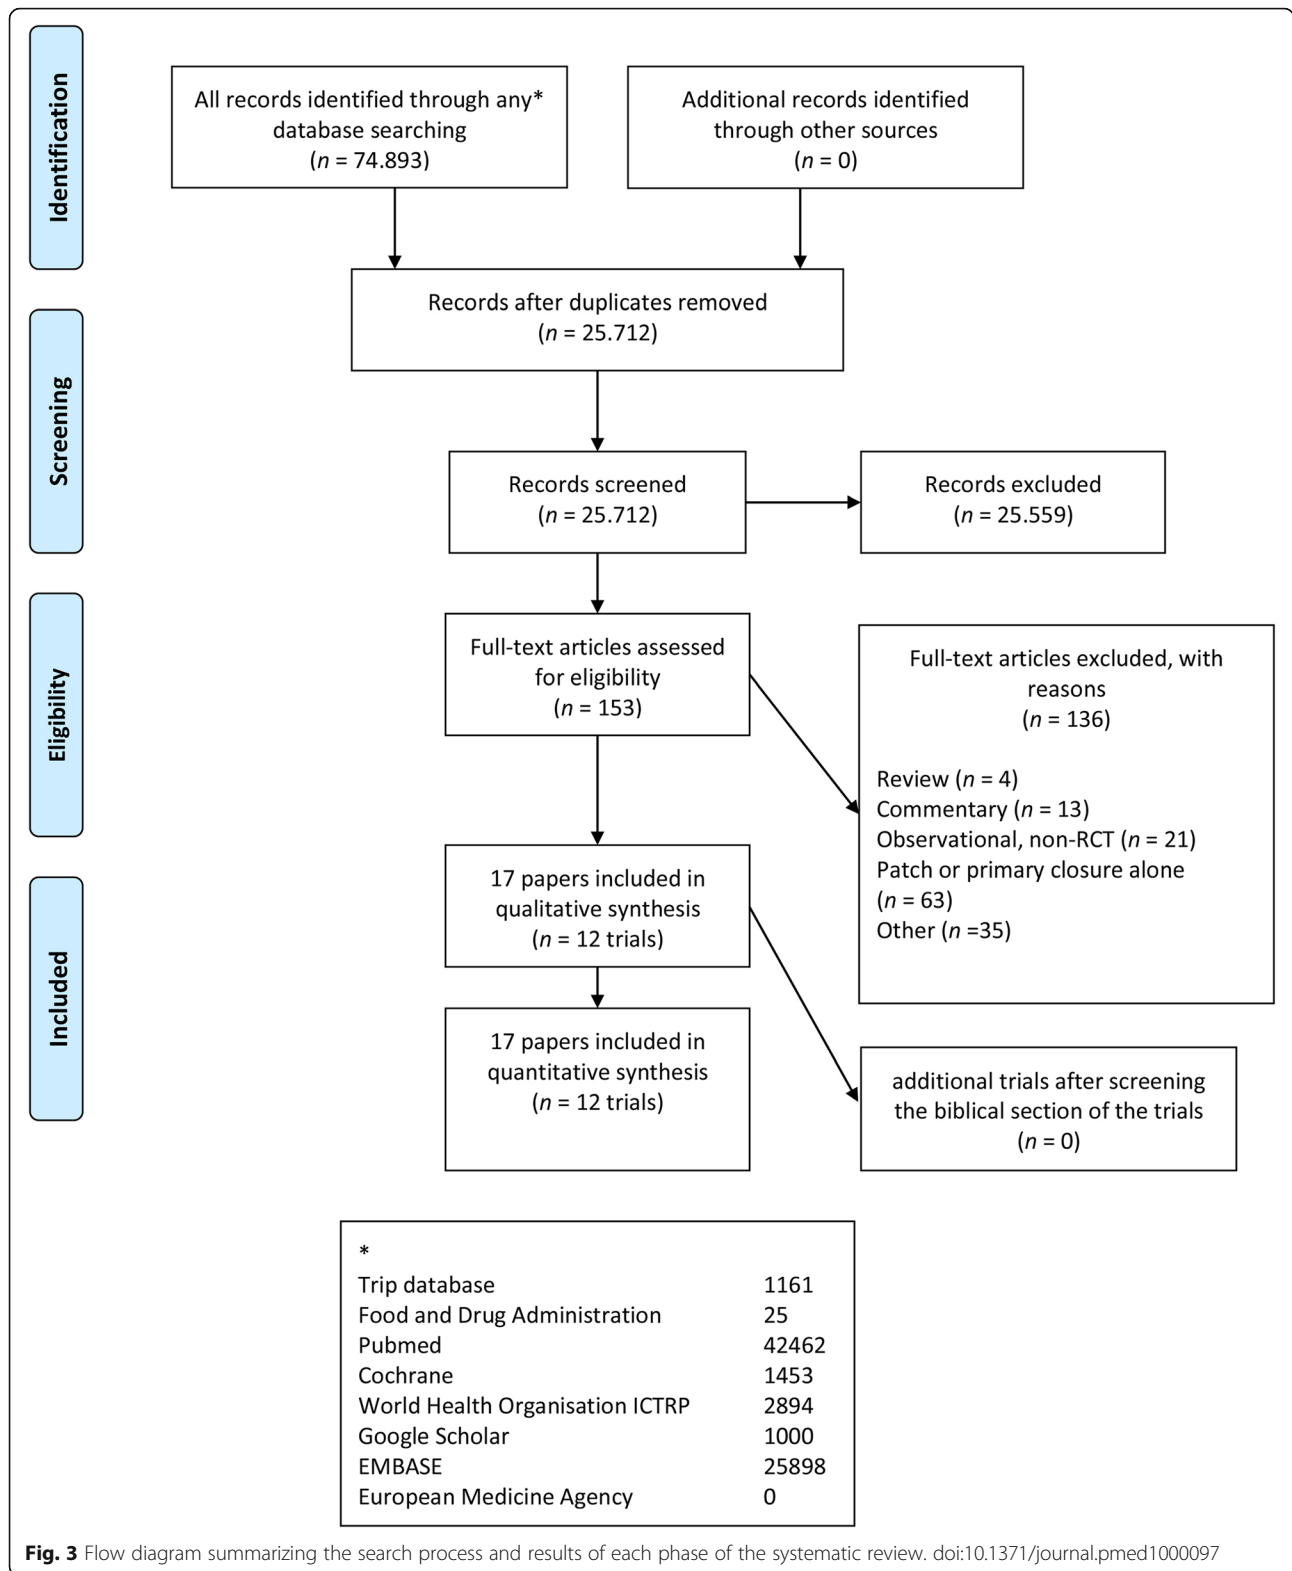 Identification
All records identified through any*
database searching
(n = 74.893)
Additional records identified
through other sources
(n = 0)
Records after duplicates removed
(n = 25.712)
Screening
Records screened
(n = 25.712)
Records excluded
(n = 25.559)
Eligibility
Full-text articles assessed
for eligibility
(n = 153)
Full-text articles excluded, with
reasons
(n = 136)
Review (n = 4)
Commentary (n = 13)
Observational, non-RCT (n = 21)
Patch or primary closure alone
(n = 63)
Other (n =35)
Included
17 papers included in
qualitative synthesis
(n = 12 trials)
17 papers included in
quantitative synthesis
(n = 12 trials)
additional trials after screening
the biblical section of the trials
(n = 0)
*
Trip database 1161
Food and Drug Administration 25
Pubmed 42462
Cochrane 1453
World Health Organisation ICTRP 2894
Google Scholar 1000
EMBASE 25898
European Medicine Agency 0
Fig. 3 Flow diagram summarizing the search process and results of each phase of the systematic review. doi:10.1371/journal.pmed1000097